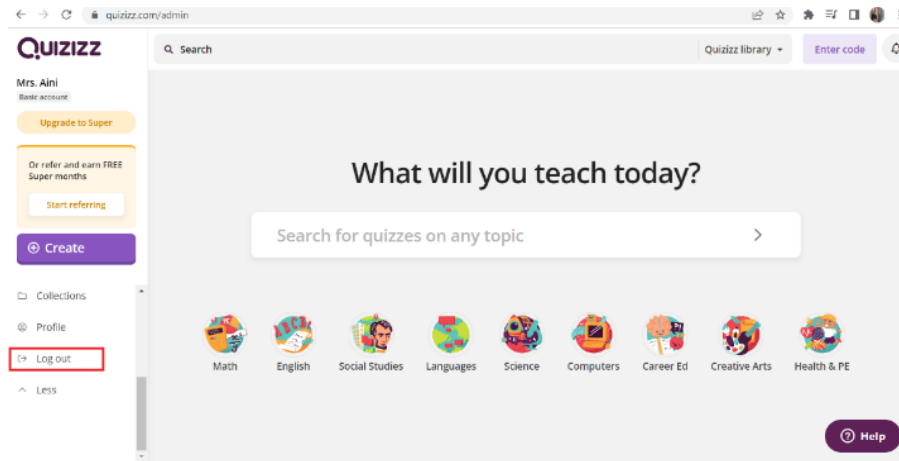 quizizz.com/admin
QUIZIZZ
Search
Quizizz library
Enter code
Mrs. Aini
Basic account
Upgrade to Super
Or refer and earn FREE
Super months
Start referring
Create
Collections
Profile
Log out
Less
What will you teach today?
Search for quizzes on any topic
Math
English
Social Studies
Languages
Science
Computers
Career Ed
Creative Arts
Health & PE
Help